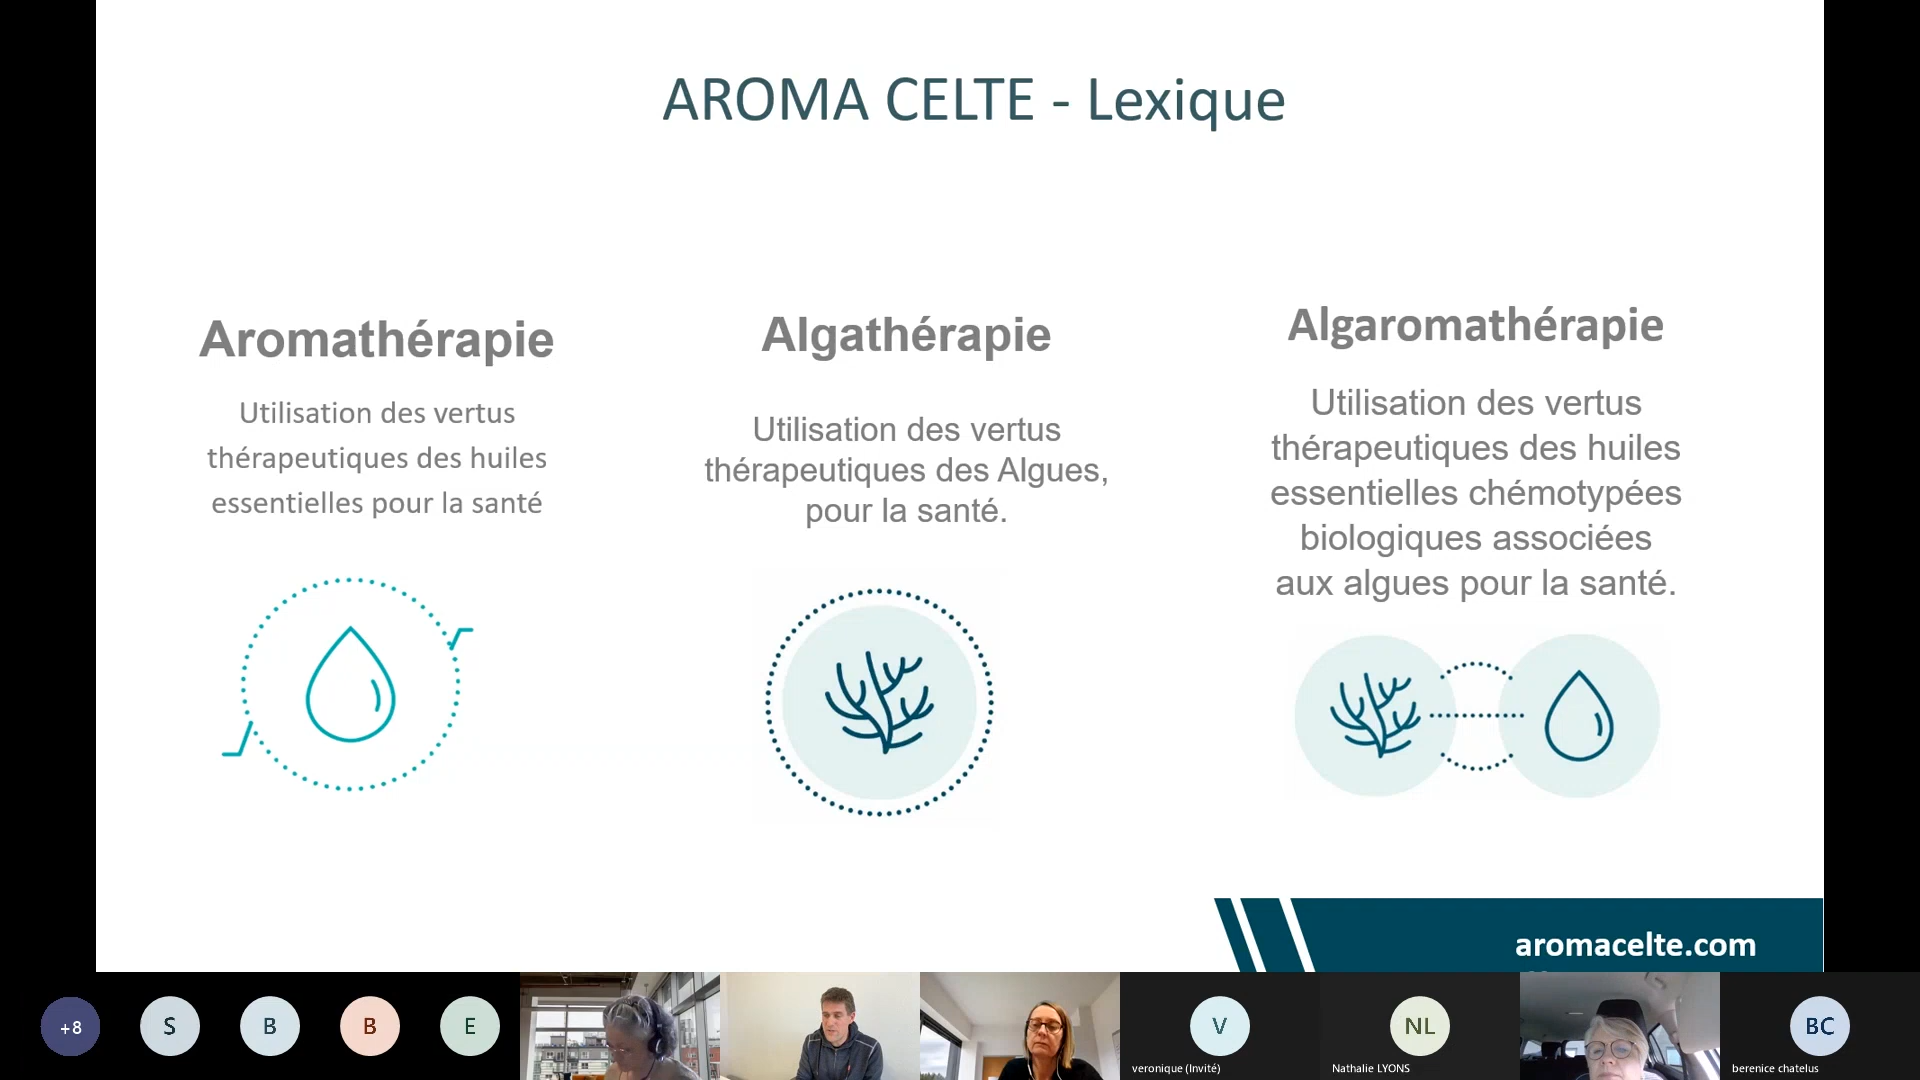 AROMA CELTE - Lexique
Aromathérapie
Utilisation des vertus
thérapeutiques des huiles
essentielles pour la santé
Algathérapie
Utilisation des vertus
thérapeutiques des Algues,
pour la santé.
Algaromathérapie
Utilisation des vertus
thérapeutiques des huiles
essentielles chémotypées
biologiques associées
aux algues pour la santé.
aromacelte.com
+8
S
B
B
E
V
veronique (Invité)
NL
Nathalie LYONS
BC
berenice chatelus